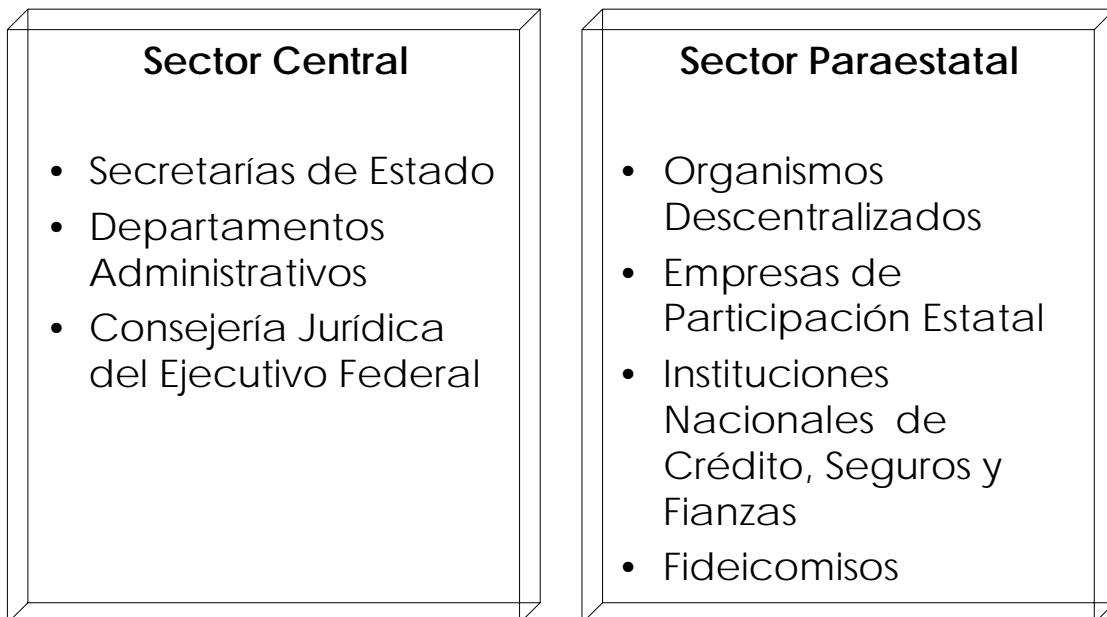 Sector Central
• Secretarías de Estado
• Departamentos
Administrativos
• Consejería Jurídica
del Ejecutivo Federal
Sector Paraestatal
• Organismos
Descentralizados
• Empresas de
Participación Estatal
• Instituciones
Nacionales de
Crédito, Seguros y
Fianzas
• Fideicomisos